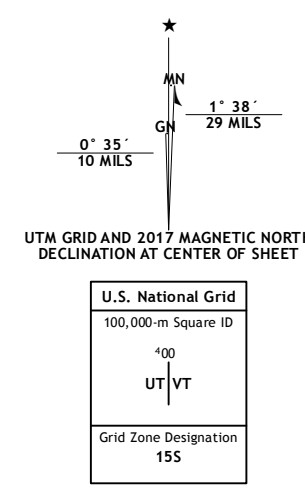 ★
MN
1° 38´
29 MILS
GN
0° 35´
10 MILS
UTM GRID AND 2017 MAGNETIC NORTH
DECLINATION AT CENTER OF SHEET
U.S. National Grid
100,000-m Square ID
⁴00
UT VT
Grid Zone Designation
15S